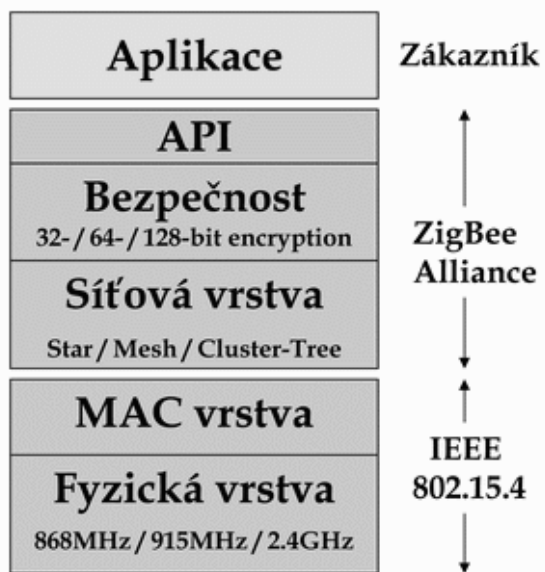 Aplikace
Zákazník
API
Bezpečnost
32- / 64- / 128-bit encryption
ZigBee
Alliance
Síťová vrstva
Star / Mesh / Cluster-Tree
MAC vrstva
IEEE
802.15.4
Fyzická vrstva
868MHz / 915MHz / 2.4GHz